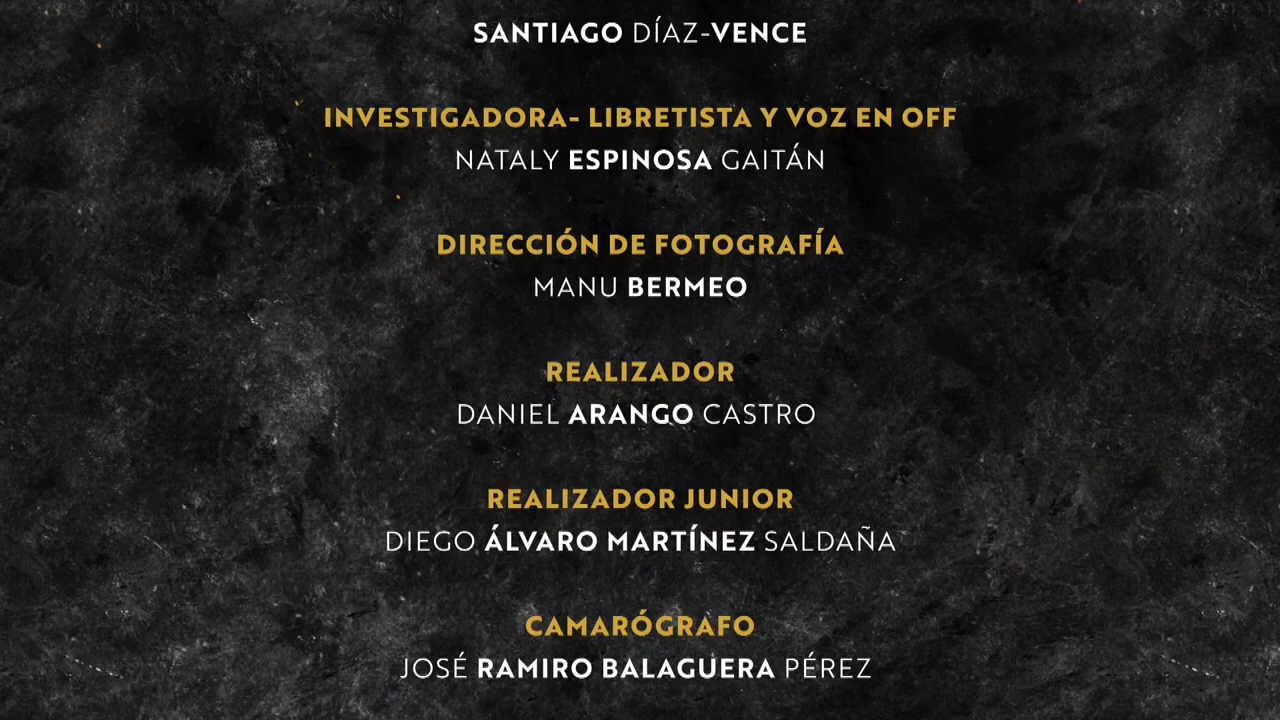 SANTIAGO DÍAZ-VENCE
INVESTIGADORA- LIBRETISTA Y VOZ EN OFF
NATALY ESPINOSA GAITÁN
DIRECCIÓN DE FOTOGRAFÍA
MANU BERMEO
REALIZADOR
DANIEL ARANGO CASTRO
REALIZADOR JUNIOR
DIEGO ÁLVARO MARTÍNEZ SALDAÑA
CAMARÓGRAFO
JOSÉ RAMIRO BALAGUERA PÉREZ